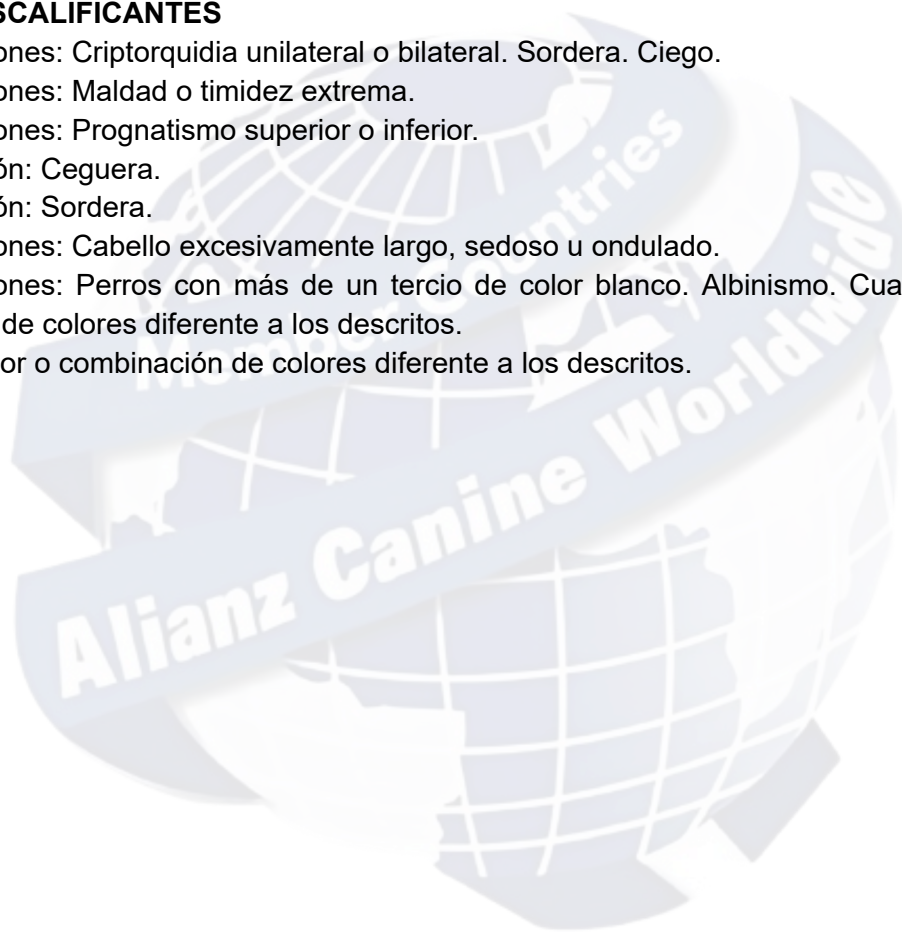 SCALIFICANTES
ones: Criptorquidia unilateral o bilateral. Sordera. Ciego.
ones: Maldad o timidez extrema.
ones: Prognatismo superior o inferior.
ón: Ceguera.
ón: Sordera.
ones: Cabello excesivamente largo, sedoso u ondulado.
ones: Perros con más de un tercio de color blanco. Albinismo. Cua
de colores diferente a los descritos.
or o combinación de colores diferente a los descritos.
Member Countries
Alianz Canine Worldwide